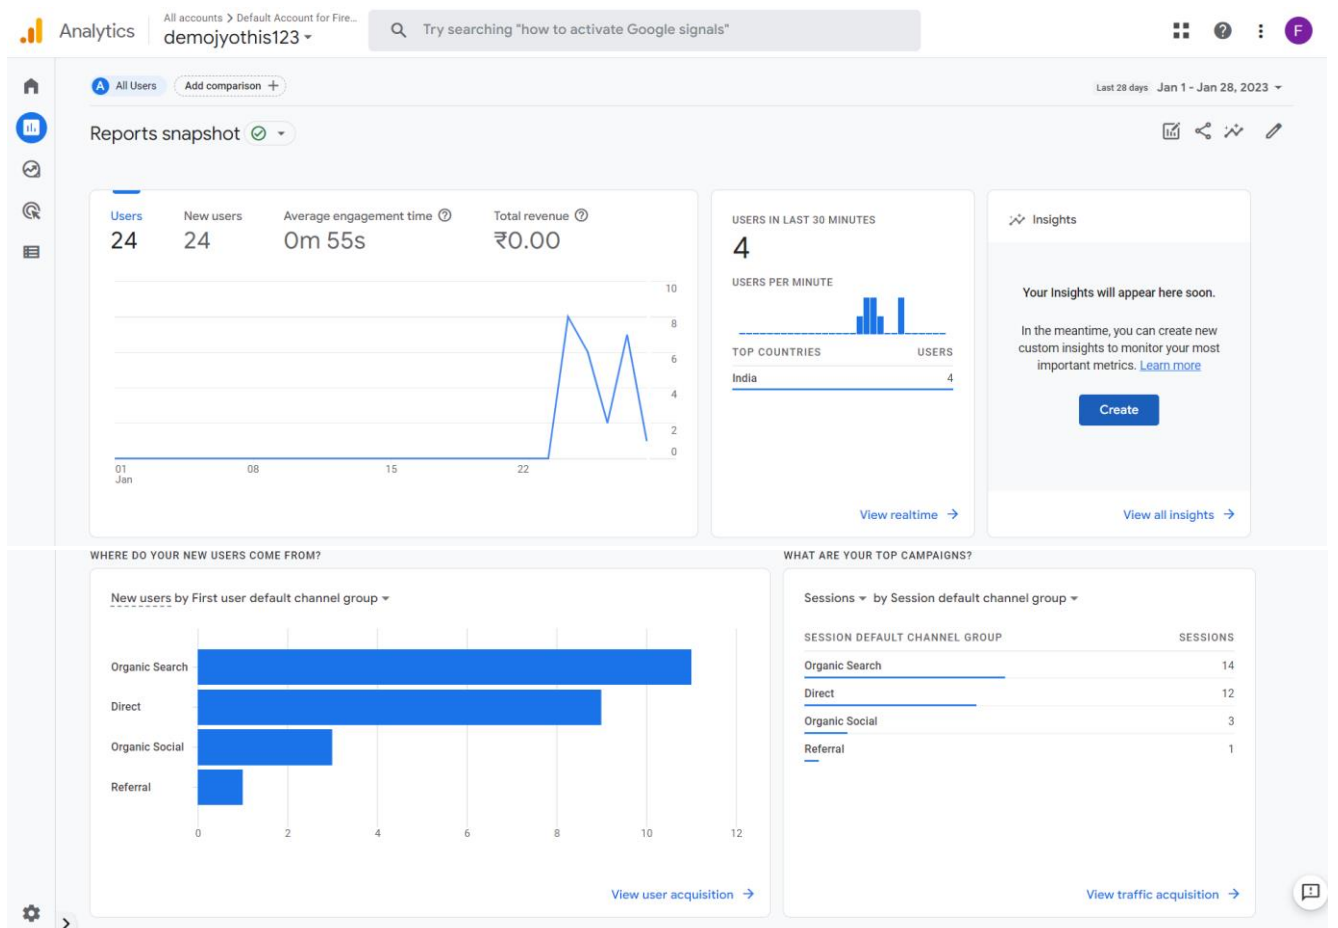 Analytics
All accounts > Default Account for Fire...
demojyothis123
Try searching "how to activate Google signals"
F
A All Users
Add comparison +
Last 28 days Jan 1 - Jan 28, 2023
Reports snapshot
Users
24
New users
24
Average engagement time
0m 55s
Total revenue
₹0.00
10
8
6
4
2
0
01
Jan
08
15
22
USERS IN LAST 30 MINUTES
4
USERS PER MINUTE
TOP COUNTRIES USERS
India 4
View realtime
Insights
Your Insights will appear here soon.
In the meantime, you can create new
custom insights to monitor your most
important metrics. Learn more
Create
View all insights
WHERE DO YOUR NEW USERS COME FROM?
New users by First user default channel group
Organic Search
Direct
Organic Social
Referral
0 2 4 6 8 10 12
View user acquisition
WHAT ARE YOUR TOP CAMPAIGNS?
Sessions by Session default channel group
SESSION DEFAULT CHANNEL GROUP SESSIONS
Organic Search 14
Direct 12
Organic Social 3
Referral 1
View traffic acquisition